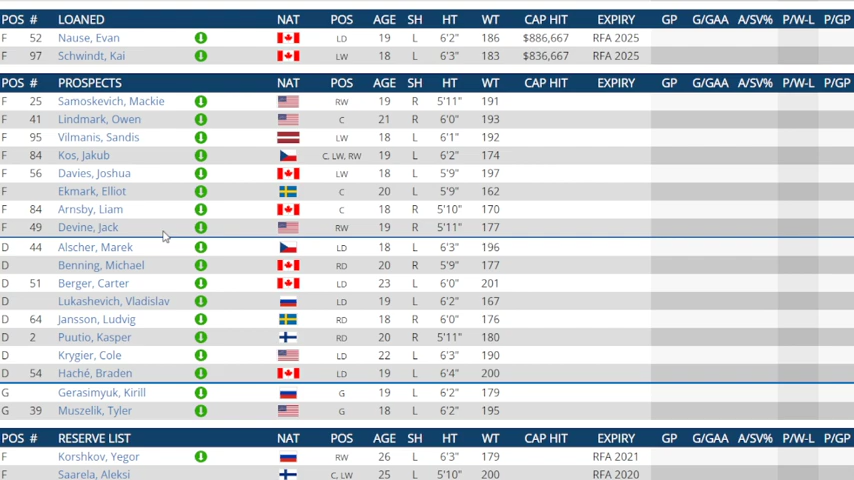 POS # LOANED NAT POS AGE SH HT WT CAP HIT EXPIRY GP G/GAA A/SV% P/W-L P/GP
F 52 Nause, Evan LD 19 L 6'2" 186 $886,667 RFA 2025
F 97 Schwindt, Kai LW 18 L 6'3" 183 $836,667 RFA 2025
POS # PROSPECTS NAT POS AGE SH HT WT CAP HIT EXPIRY GP G/GAA A/SV% P/W-L P/GP
F 25 Samoskevich, Mackie RW 19 R 5'11" 191
F 41 Lindmark, Owen C 21 R 6'0" 193
F 95 Vilmanis, Sandis LW 18 L 6'1" 192
F 84 Kos, Jakub C, LW, RW 19 L 6'2" 174
F 56 Davies, Joshua LW 18 L 5'9" 197
F Ekmark, Elliot C 20 L 5'9" 162
F 84 Arnsby, Liam C 18 R 5'10" 170
F 49 Devine, Jack RW 19 R 5'11" 177
D 44 Alscher, Marek LD 18 L 6'3" 196
D Benning, Michael RD 20 R 5'9" 177
D 51 Berger, Carter LD 23 L 6'0" 201
D Lukashevich, Vladislav LD 19 L 6'2" 167
D 64 Jansson, Ludvig RD 18 R 6'0" 176
D 2 Puutio, Kasper RD 20 R 5'11" 180
D Krygier, Cole LD 22 L 6'3" 190
D 54 Haché, Braden LD 19 L 6'4" 200
G Gerasimyuk, Kirill G 19 L 6'2" 179
G 39 Muszelik, Tyler G 18 L 6'2" 195
POS # RESERVE LIST NAT POS AGE SH HT WT CAP HIT EXPIRY GP G/GAA A/SV% P/W-L P/GP
F Korshkov, Yegor RW 26 L 6'3" 179 RFA 2021
F Saarela, Aleksi C, LW 25 L 5'10" 200 RFA 2020